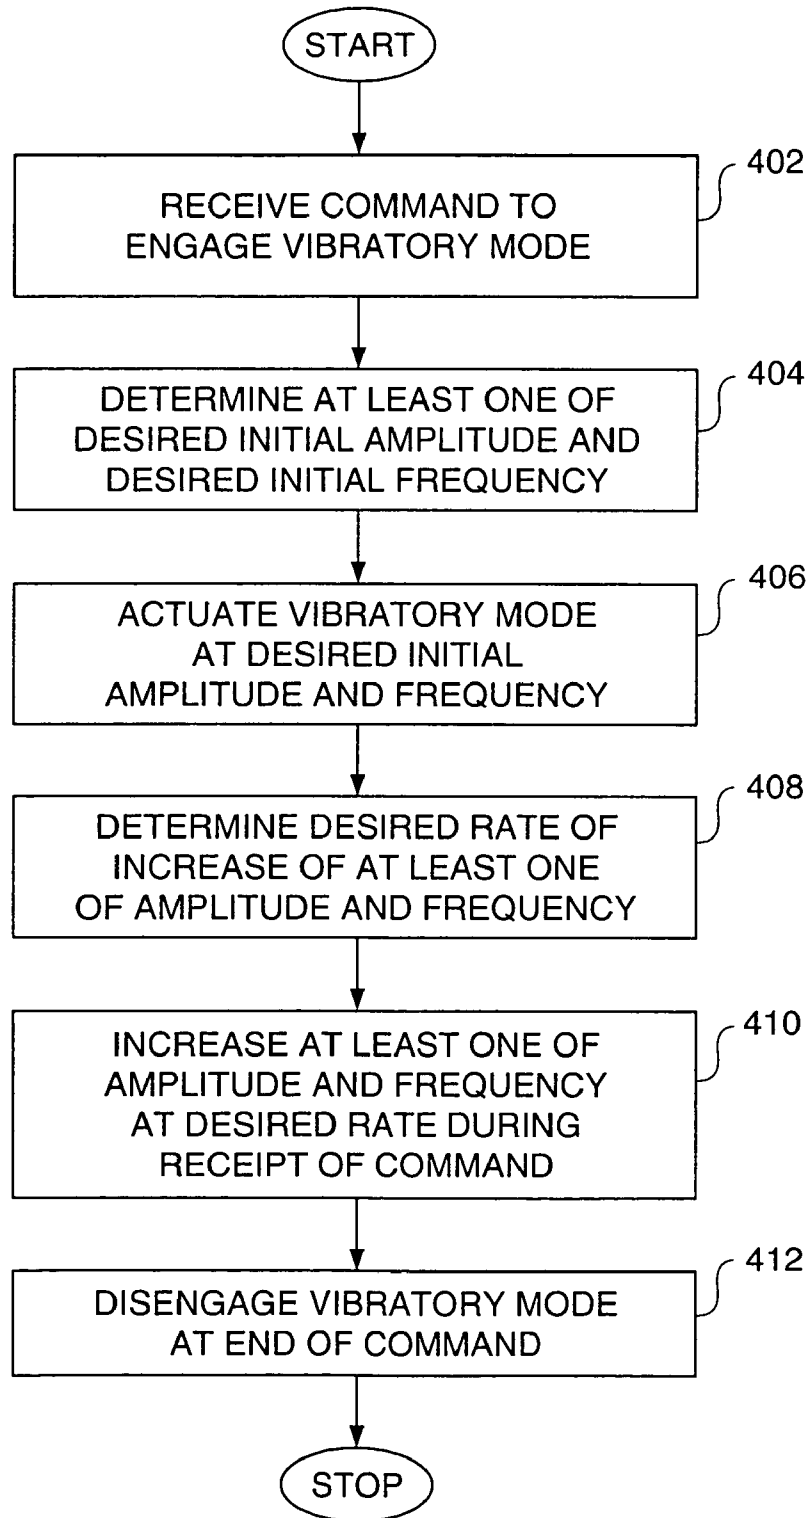 START
402
RECEIVE COMMAND TO
ENGAGE VIBRATORY MODE
404
DETERMINE AT LEAST ONE OF
DESIRED INITIAL AMPLITUDE AND
DESIRED INITIAL FREQUENCY
406
ACTUATE VIBRATORY MODE
AT DESIRED INITIAL
AMPLITUDE AND FREQUENCY
408
DETERMINE DESIRED RATE OF
INCREASE OF AT LEAST ONE
OF AMPLITUDE AND FREQUENCY
410
INCREASE AT LEAST ONE OF
AMPLITUDE AND FREQUENCY
AT DESIRED RATE DURING
RECEIPT OF COMMAND
412
DISENGAGE VIBRATORY MODE
AT END OF COMMAND
STOP